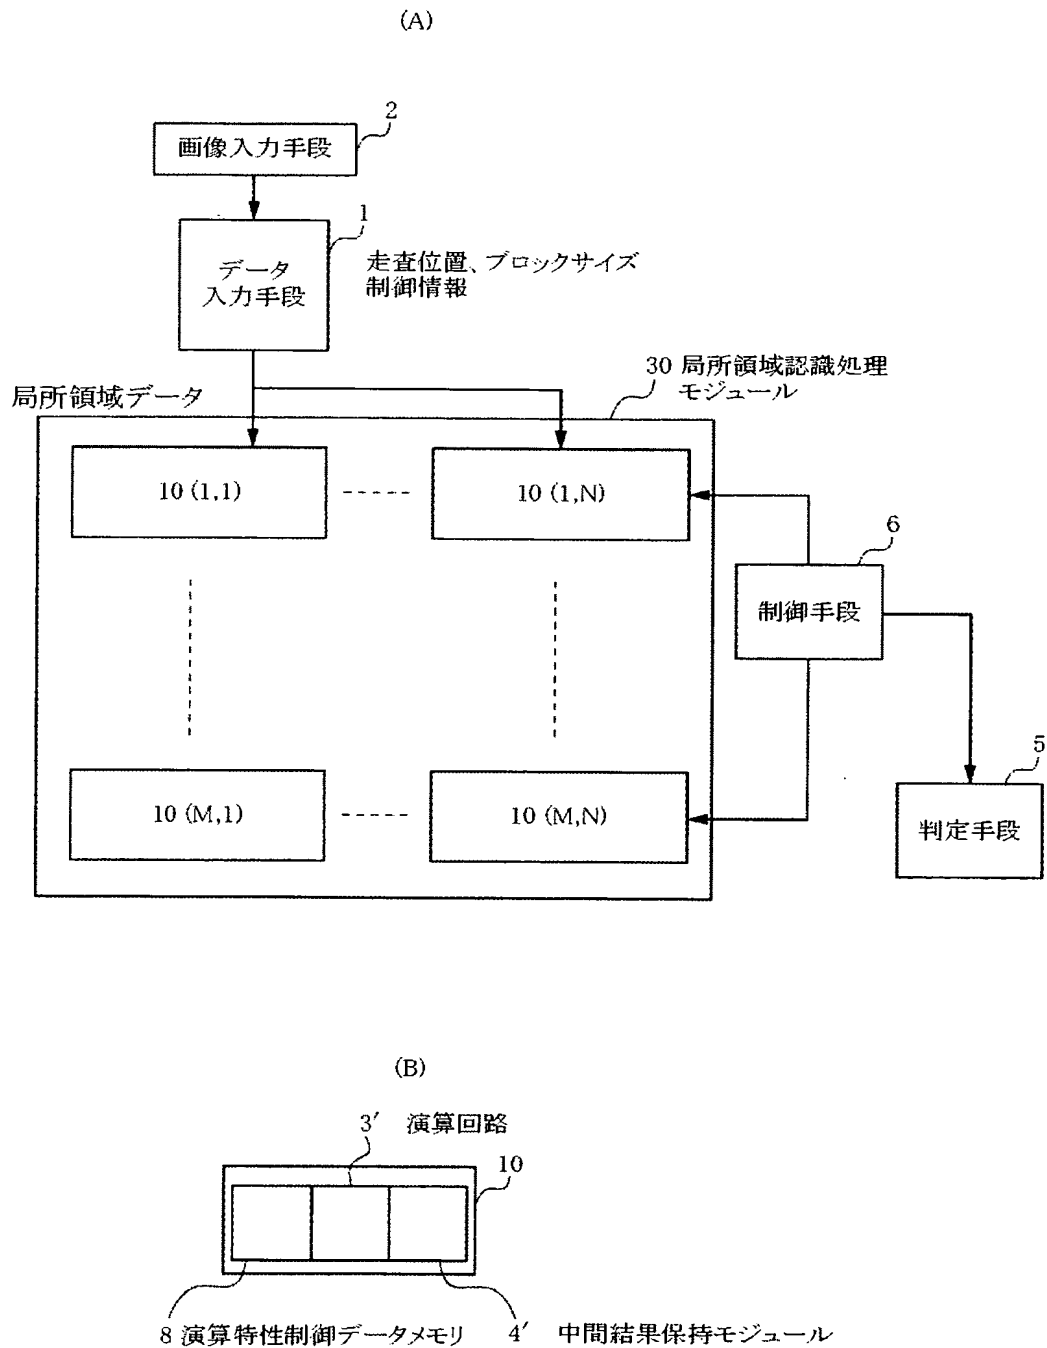 (A)
2
画像入力手段
1
データ
入力手段
走査位置、ブロックサイズ
制御情報
局所領域データ
30 局所領域認識処理
モジュール
10 (1,1)
10 (1,N)
6
制御手段
5
判定手段
10 (M,1)
10 (M,N)
(B)
3′ 演算回路
10
8 演算特性制御データメモリ
4′ 中間結果保持モジュール